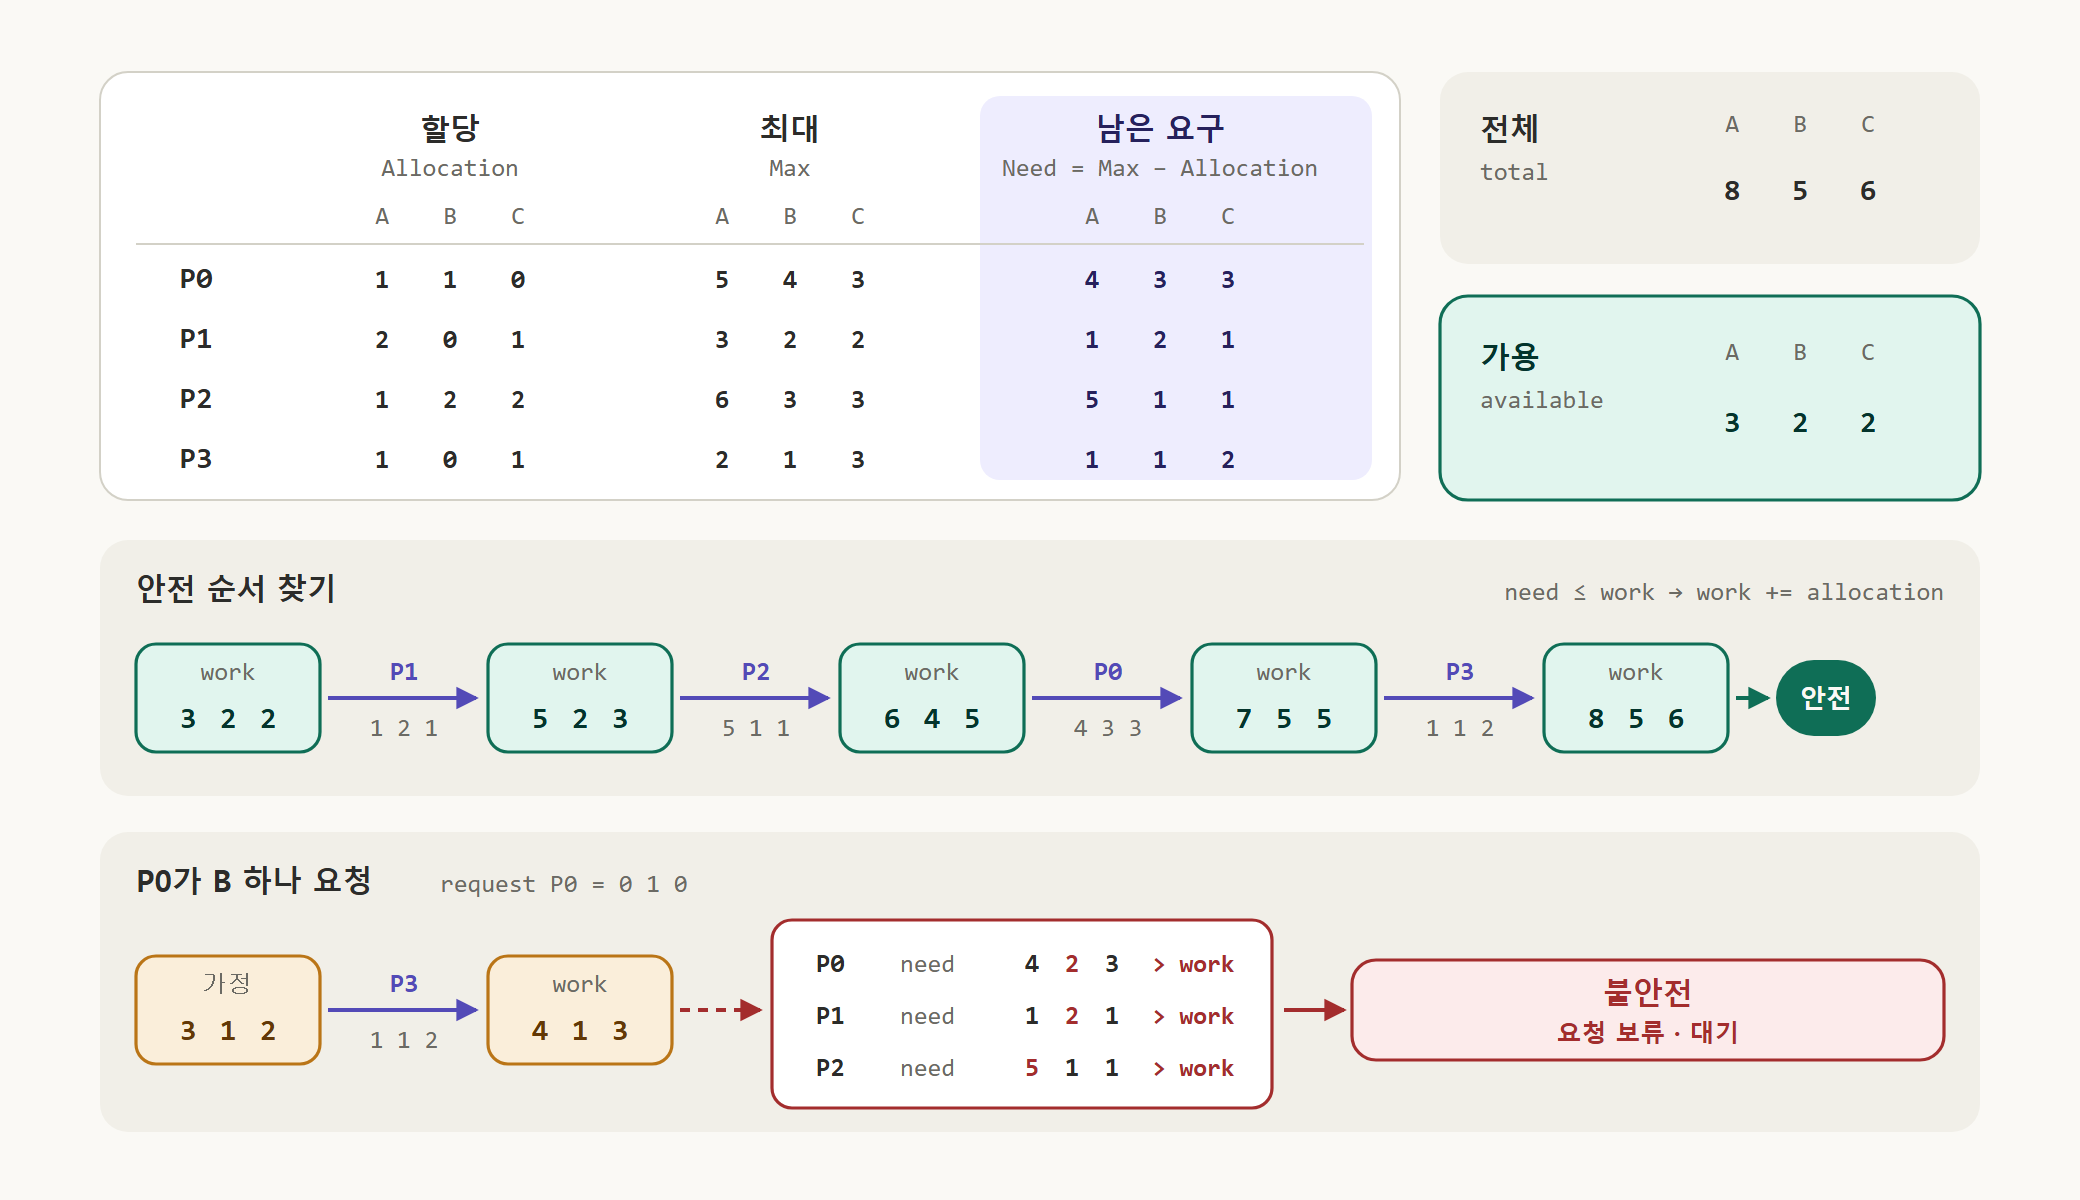 할당 최대 남은 요구
Allocation Max Need = Max − Allocation
A B C A B C A B C
P0 1 1 0 5 4 3 4 3 3
P1 2 0 1 3 2 2 1 2 1
P2 1 2 2 6 3 3 5 1 1
P3 1 0 1 2 1 3 1 1 2
전체 A B C
total 8 5 6
가용 A B C
available 3 2 2
안전 순서 찾기 need ≤ work → work += allocation
work P1 work P2 work P0 work P3 work
3 2 2 1 2 1 5 2 3 5 1 1 6 4 5 4 3 3 7 5 5 1 1 2 8 5 6 안전
P0가 B 하나 요청 request P0 = 0 1 0
가정 P3 work
3 1 2 1 1 2 4 1 3
P0 need 4 2 3 > work
P1 need 1 2 1 > work
P2 need 5 1 1 > work
불안전
요청 보류 · 대기